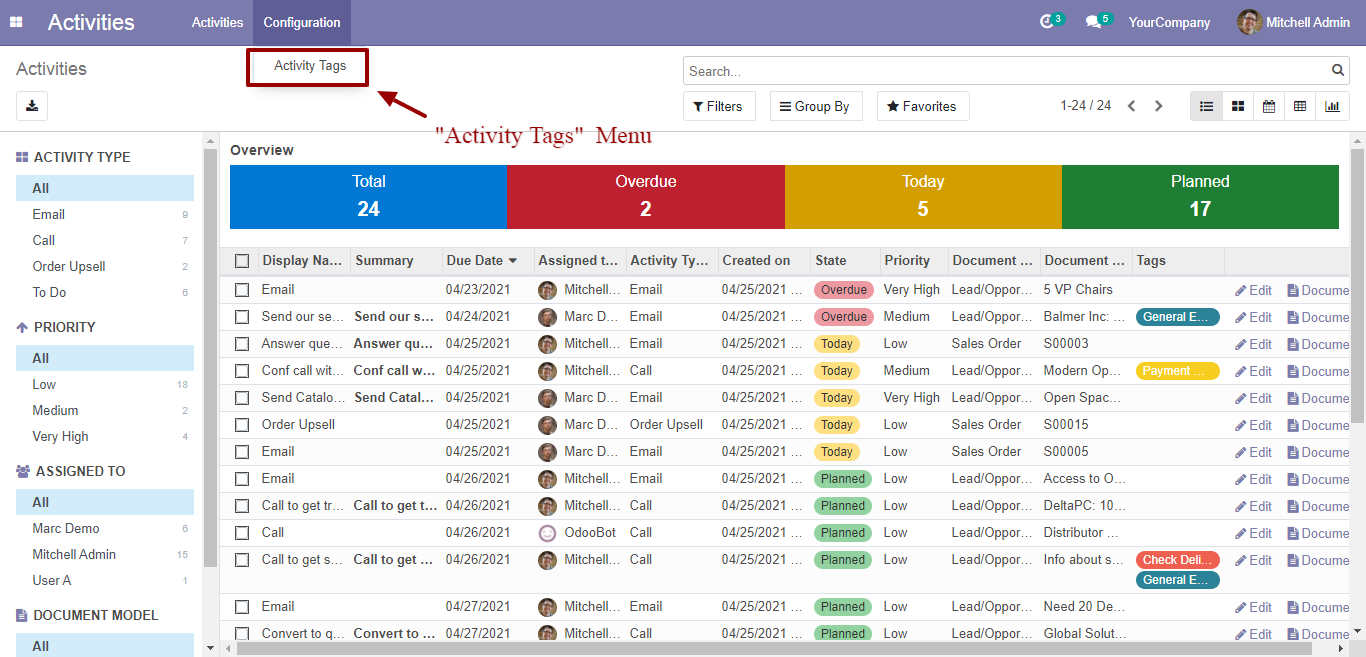 Activities Activities Configuration 3 5 YourCompany Mitchell Admin
Activities Activity Tags Search...
Filters Group By Favorites 1-24 / 24
"Activity Tags" Menu
ACTIVITY TYPE
All
Email 9
Call 7
Order Upsell 2
To Do 6
PRIORITY
All
Low 18
Medium 2
Very High 4
ASSIGNED TO
All
Marc Demo 6
Mitchell Admin 15
User A 1
DOCUMENT MODEL
All
Overview
Total Overdue Today Planned
24 2 5 17
Display Na... Summary Due Date Assigned t... Activity Ty... Created on State Priority Document ... Document ... Tags
Email 04/23/2021 Mitchell... Email 04/25/2021 ... Overdue Very High Lead/Oppor... 5 VP Chairs Edit Docume
Send our se... Send our s... 04/24/2021 Marc D... Email 04/25/2021 ... Overdue Medium Lead/Oppor... Balmer Inc: ... General E... Edit Docume
Answer que... Answer qu... 04/25/2021 Mitchell... Email 04/25/2021 ... Today Low Sales Order S00003 Edit Docume
Conf call wit... Conf call w... 04/25/2021 Mitchell... Call 04/25/2021 ... Today Medium Lead/Oppor... Modern Op... Payment ... Edit Docume
Send Catalo... Send Catal... 04/25/2021 Marc D... Email 04/25/2021 ... Today Very High Lead/Oppor... Open Spac... Edit Docume
Order Upsell 04/25/2021 Marc D... Order Upsell 04/25/2021 ... Today Low Sales Order S00015 Edit Docume
Email 04/25/2021 Marc D... Email 04/25/2021 ... Today Low Sales Order S00005 Edit Docume
Email 04/26/2021 Mitchell... Email 04/25/2021 ... Planned Low Lead/Oppor... Access to O... Edit Docume
Call to get tr... Call to get t... 04/26/2021 Mitchell... Call 04/25/2021 ... Planned Low Lead/Oppor... DeltaPC: 10... Edit Docume
Call 04/26/2021 OdooBot Call 04/25/2021 ... Planned Low Lead/Oppor... Distributor ... Edit Docume
Call to get s... Call to get ... 04/26/2021 Mitchell... Call 04/25/2021 ... Planned Low Lead/Oppor... Info about s... Check Deli... Edit Docume
General E...
Email 04/27/2021 Mitchell... Email 04/25/2021 ... Planned Low Lead/Oppor... Need 20 De... Edit Docume
Convert to q... Convert to ... 04/27/2021 Mitchell... Call 04/25/2021 ... Planned Low Lead/Oppor... Global Solut... Edit Docume